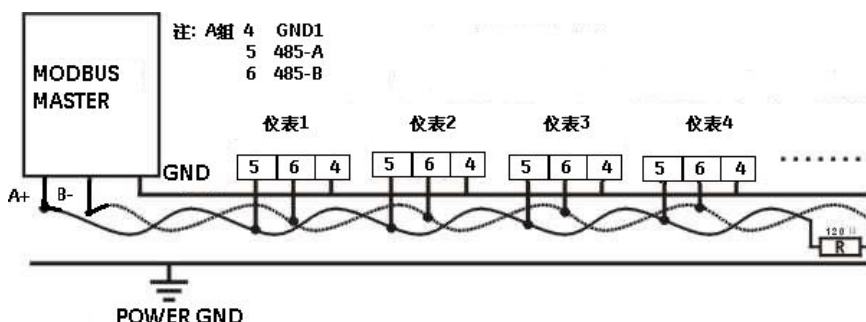 注: A组 4 GND1
5 485-A
6 485-B
MODBUS
MASTER
仪表1 仪表2 仪表3 仪表4
5 6 4 5 6 4 5 6 4 5 6 4
GND
A+ B-
120 Ω
R
POWER GND